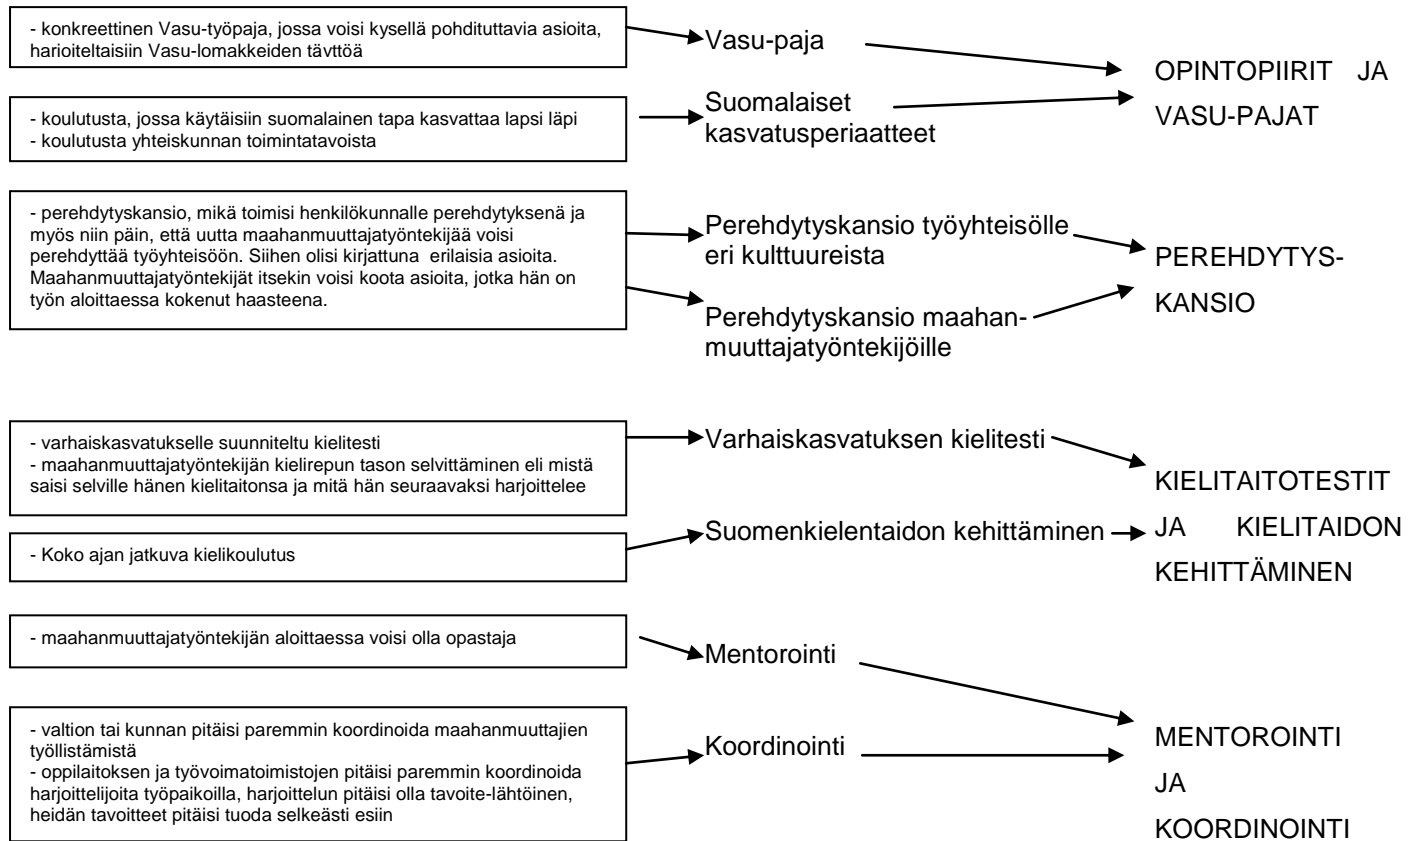 - konkreettinen Vasu-työpaja, jossa voisi kysellä pohdituttavia asioita,
harioiteltaisiin Vasu-lomakkeiden tävttöä
Vasu-paja
OPINTOPIIRIT JA
VASU-PAJAT
- koulutusta, jossa käytäisiin suomalainen tapa kasvattaa lapsi läpi
- koulutusta yhteiskunnan toimintatavoista
Suomalaiset
kasvatusperiaatteet
- perehdytyskansio, mikä toimisi henkilökunnalle perehdytyksenä ja
myös niin päin, että uutta maahanmuuttajatyöntekijää voisi
perehdyttää työyhteisöön. Siihen olisi kirjattuna erilaisia asioita.
Maahanmuuttajatyöntekijät itsekin voisi koota asioita, jotka hän on
työn aloittaessa kokenut haasteena.
Perehdytyskansio työyhteisölle
eri kulttuureista
Perehdytyskansio maahan-
muuttajatyöntekijöille
PEREHDYTYS-
KANSIO
- varhaiskasvatukselle suunniteltu kielitesti
- maahanmuuttajatyöntekijän kielirepun tason selvittäminen eli mistä
saisi selville hänen kielitaitonsa ja mitä hän seuraavaksi harjoittelee
Varhaiskasvatuksen kielitesti
- Koko ajan jatkuva kielikoulutus
Suomenkielentaidon kehittäminen
KIELITAITOTESTIT
JA KIELITAIDON
KEHITTÄMINEN
- maahanmuuttajatyöntekijän aloittaessa voisi olla opastaja
Mentorointi
- valtion tai kunnan pitäisi paremmin koordinoida maahanmuuttajien
työllistämistä
- oppilaitoksen ja työvoimatoimistojen pitäisi paremmin koordinoida
harjoittelijoita työpaikoilla, harjoittelun pitäisi olla tavoite-lähtöinen,
heidän tavoitteet pitäisi tuoda selkeästi esiin
Koordinointi
MENTOROINTI
JA
KOORDINOINTI